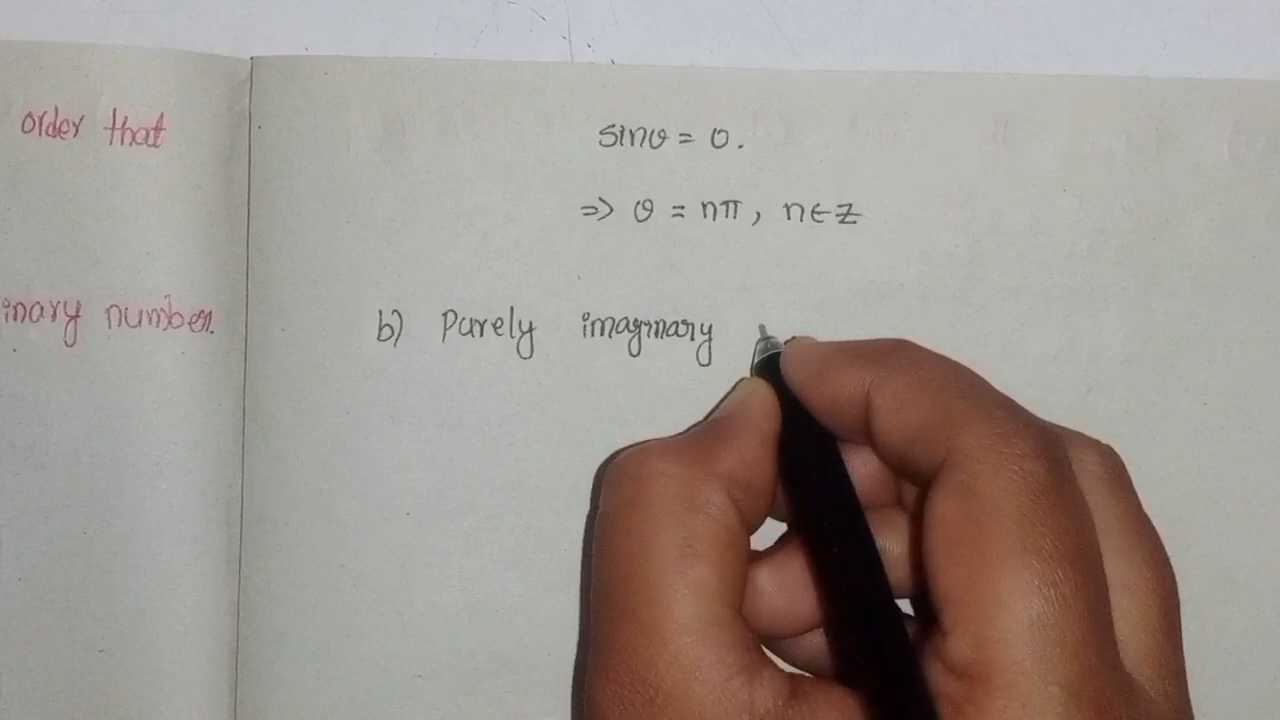 order that
sinθ = 0.
=> θ = nπ, n∈z
inary number.
b) Purely imaginary